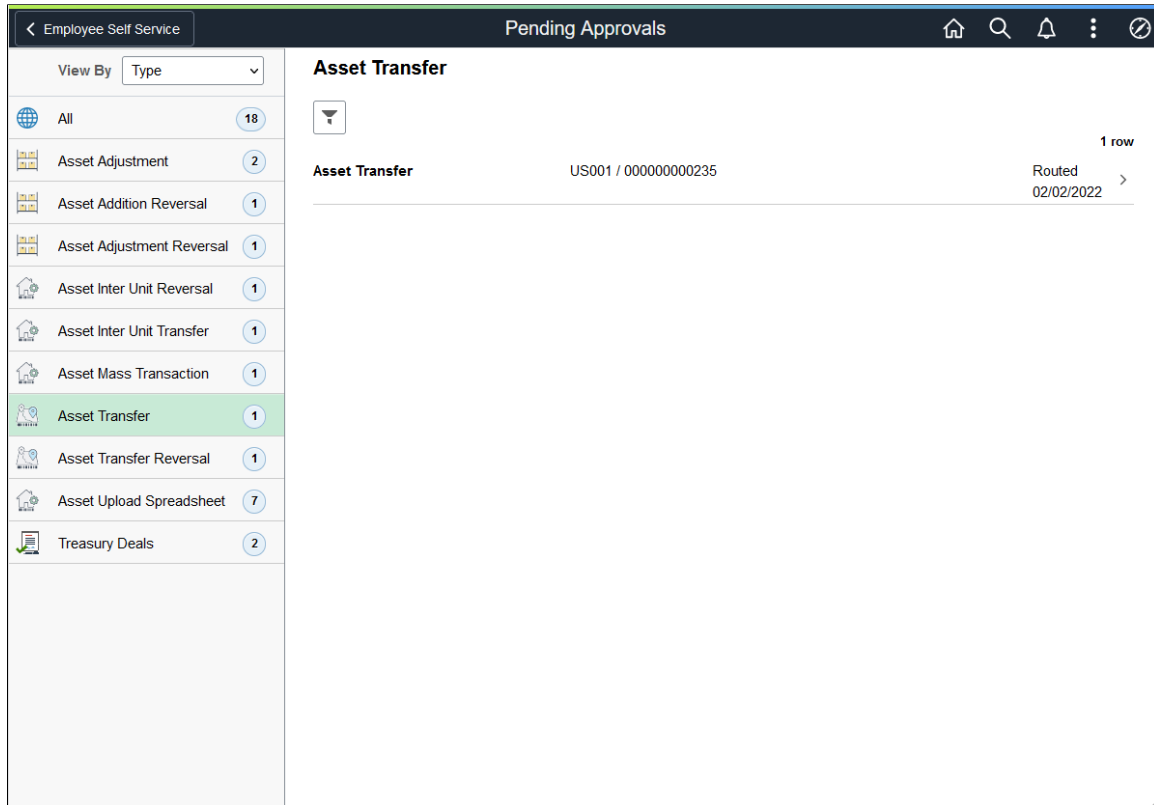 Employee Self Service
Pending Approvals
View By Type
All 18
Asset Adjustment 2
Asset Addition Reversal 1
Asset Adjustment Reversal 1
Asset Inter Unit Reversal 1
Asset Inter Unit Transfer 1
Asset Mass Transaction 1
Asset Transfer 1
Asset Transfer Reversal 1
Asset Upload Spreadsheet 7
Treasury Deals 2
Asset Transfer
1 row
Asset Transfer US001 / 000000000235 Routed
02/02/2022